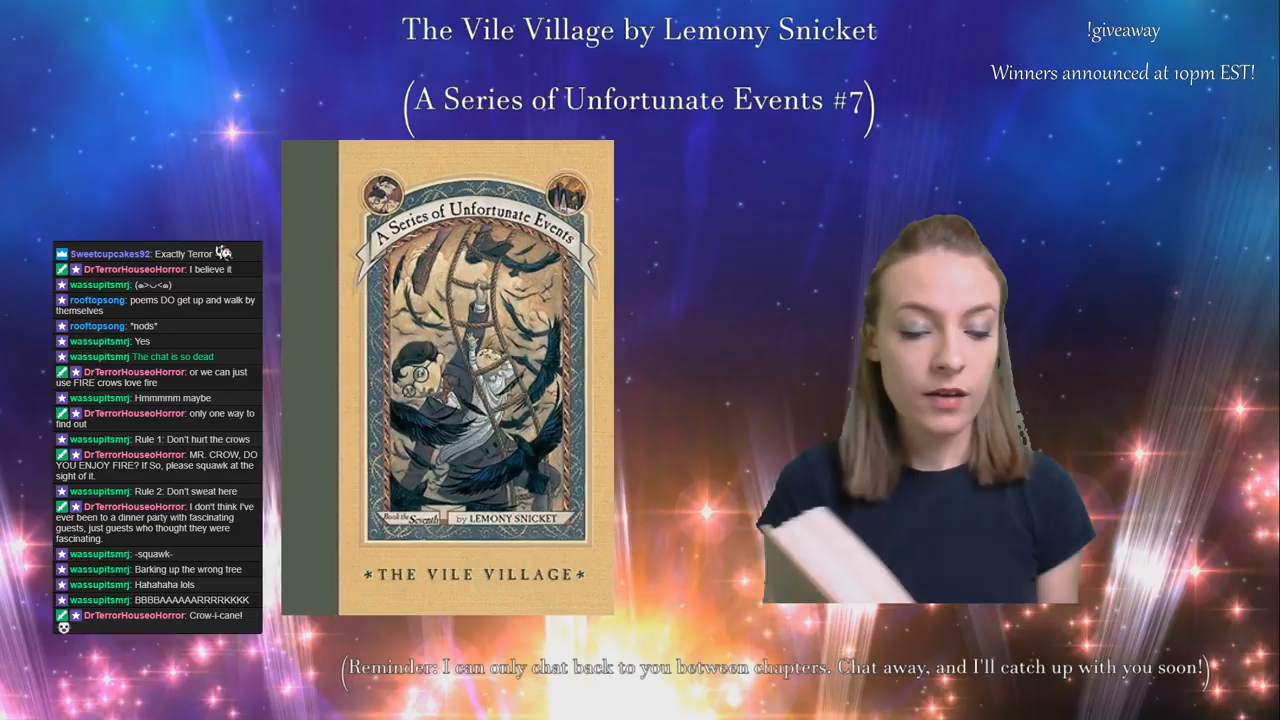 The Vile Village by Lemony Snicket
(A Series of Unfortunate Events #7)
!giveaway
Winners announced at 10pm EST!
A Series of Unfortunate Events
Book the Seventh by LEMONY SNICKET
*THE VILE VILLAGE*
Sweetcupcakes92: Exactly Terror
DrTerrorHouseoHorror: I believe it
wassupitsmrj: (๑>ᴗ<๑)
rooftopsong: poems DO get up and walk by
themselves
rooftopsong: *nods*
wassupitsmrj: Yes
wassupitsmrj The chat is so dead
DrTerrorHouseoHorror: or we can just
use FIRE crows love fire
wassupitsmrj: Hmmmmm maybe
DrTerrorHouseoHorror: only one way to
find out
wassupitsmrj: Rule 1: Don't hurt the crows
DrTerrorHouseoHorror: MR. CROW, DO
YOU ENJOY FIRE? If So, please squawk at the
sight of it.
wassupitsmrj: Rule 2: Don't sweat here
DrTerrorHouseoHorror: I don't think I've
ever been to a dinner party with fascinating
guests, just guests who thought they were
fascinating.
wassupitsmrj: -squawk-
wassupitsmrj: Barking up the wrong tree
wassupitsmrj: Hahahaha lols
wassupitsmrj: BBBBAAAAAARRRRKKKK
DrTerrorHouseoHorror: Crow-i-cane!
(Reminder: I can only chat back to you between chapters. Chat away, and I'll catch up with you soon!)